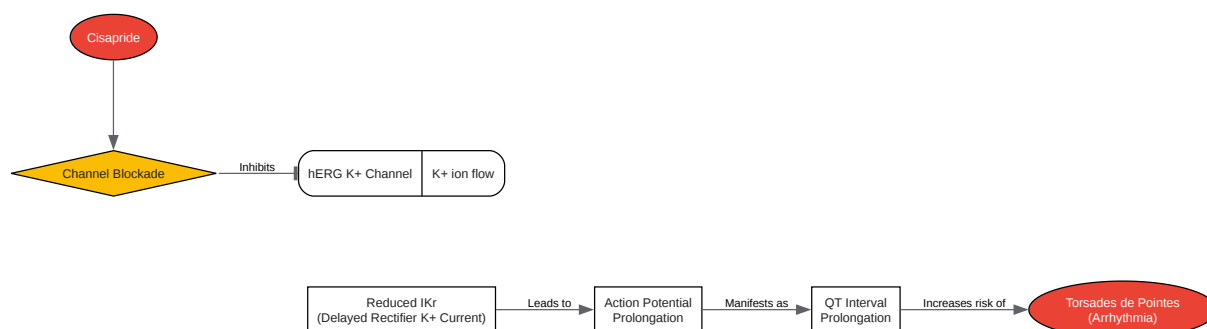 Cisapride
Channel Blockade
Inhibits
hERG K+ Channel
K+ ion flow
Reduced IKr
(Delayed Rectifier K+ Current)
Leads to
Action Potential
Prolongation
Manifests as
QT Interval
Prolongation
Increases risk of
Torsades de Pointes
(Arrhythmia)